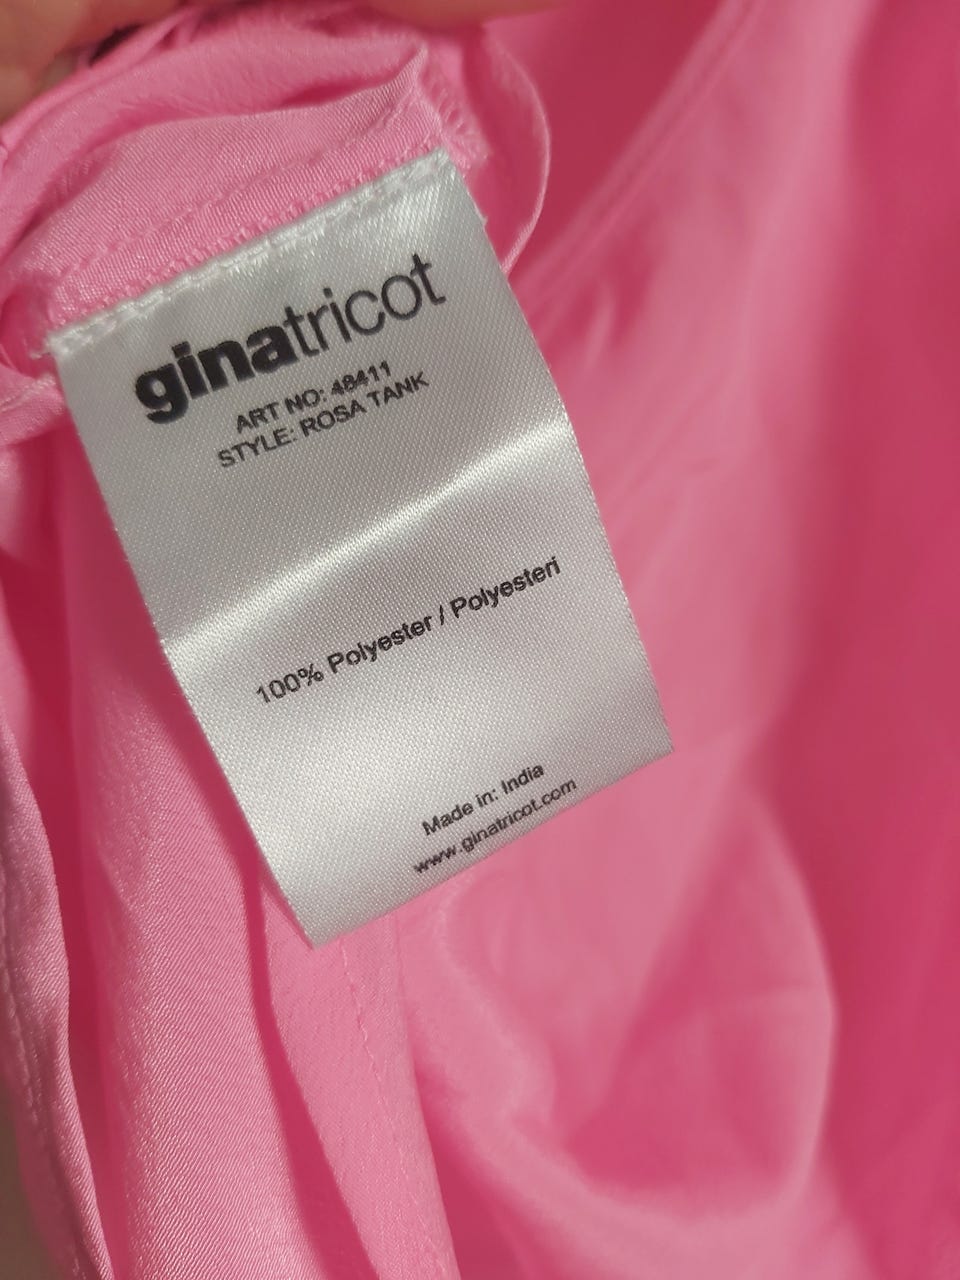 ginatricot
ART NO: 48411
STYLE: ROSA TANK
100% Polyester / Polyesteri
Made in: India
www.ginatricot.com